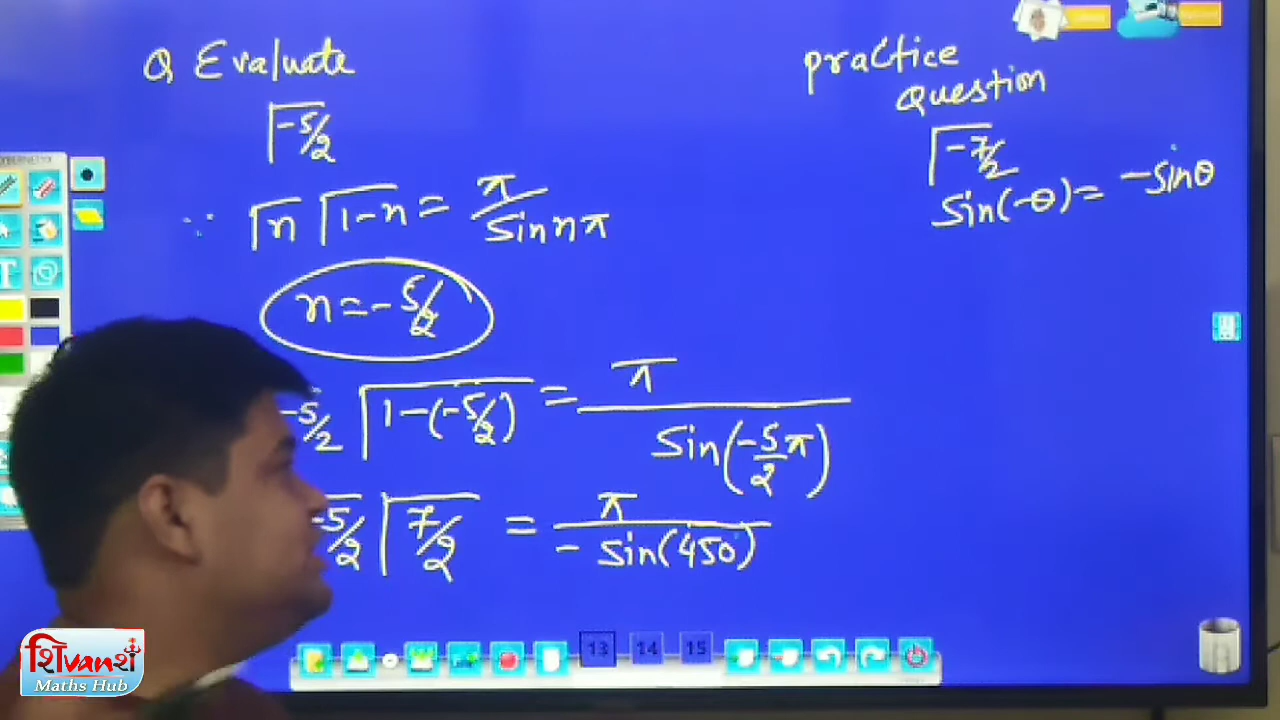 Q Evaluate
Γ-5/2
∵ Γn Γ1-n = π/sin nπ
n = -5/2
-5/2 Γ1-(-5/2) = π/sin(-5/2 π)
-5/2 Γ7/2 = π/-sin(450)
practice
Question
Γ-7/2
sin(-θ) = -sinθ
13 14 15
T
शिvanशं
Maths Hub